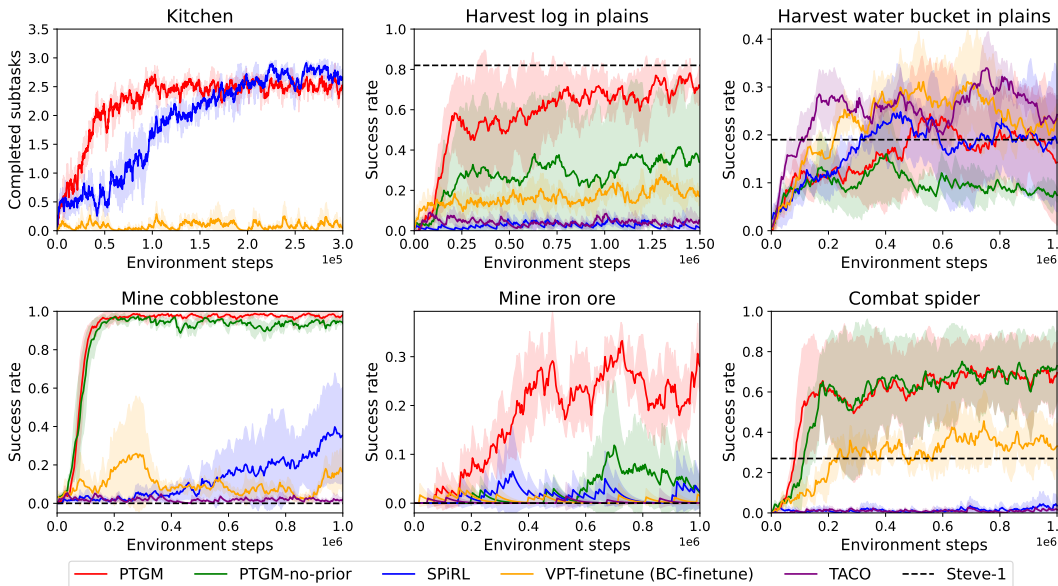 Kitchen
3.5
3.0
2.5
2.0
1.5
1.0
0.5
0.0
Completed subtasks
0.0 0.5 1.0 1.5 2.0 2.5 3.0
Environment steps
1e5
Harvest log in plains
1.0
0.8
0.6
0.4
0.2
0.0
Success rate
0.0 0.25 0.50 0.75 1.00 1.25 1.50
Environment steps
1e6
Harvest water bucket in plains
0.4
0.3
0.2
0.1
0.0
Success rate
0.0 0.2 0.4 0.6 0.8 1.0
Environment steps
1e6
Mine cobblestone
1.0
0.8
0.6
0.4
0.2
0.0
Success rate
0.0 0.2 0.4 0.6 0.8 1.0
Environment steps
1e6
Mine iron ore
0.3
0.2
0.1
0.0
Success rate
0.0 0.2 0.4 0.6 0.8 1.0
Environment steps
1e6
Combat spider
1.0
0.8
0.6
0.4
0.2
0.0
Success rate
0.0 0.2 0.4 0.6 0.8 1.0
Environment steps
1e6
PTGM PTGM-no-prior SPiRL VPT-finetune (BC-finetune) TACO Steve-1